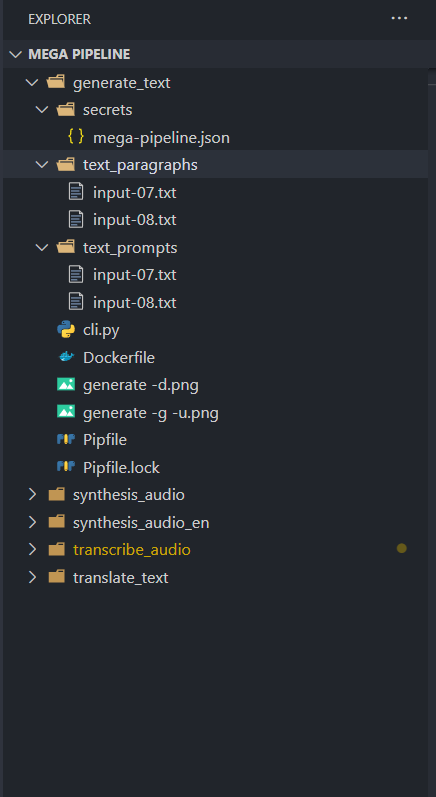 EXPLORER ...
MEGA PIPELINE
generate_text
secrets
{} mega-pipeline.json
text_paragraphs
input-07.txt
input-08.txt
text_prompts
input-07.txt
input-08.txt
cli.py
Dockerfile
generate -d.png
generate -g -u.png
Pipfile
Pipfile.lock
synthesis_audio
synthesis_audio_en
transcribe_audio
translate_text